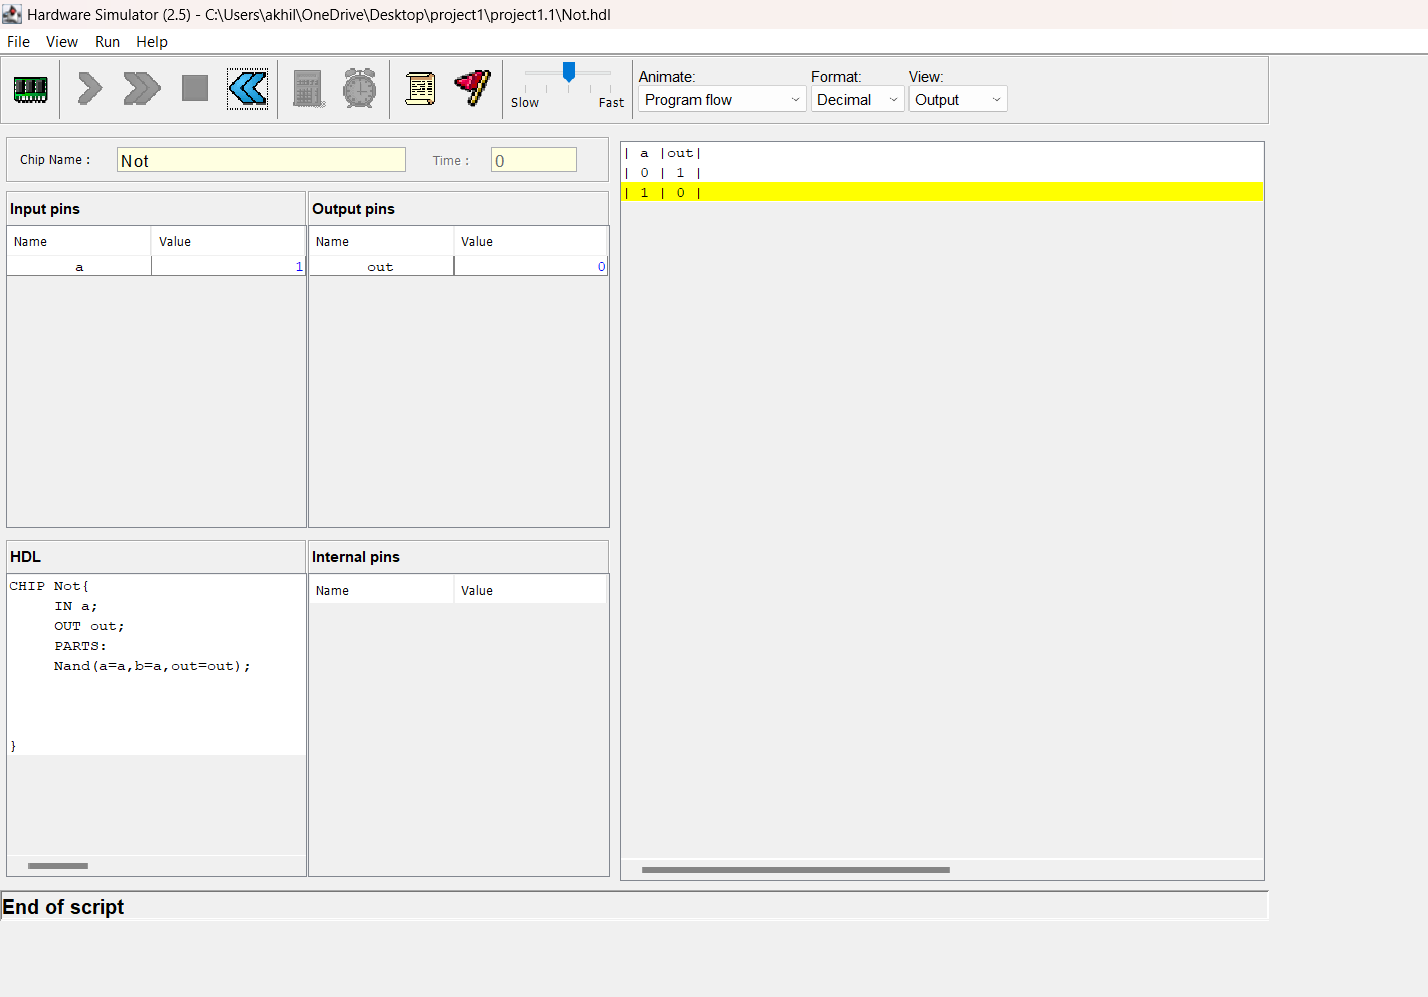 Hardware Simulator (2.5) - C:\Users\akhil\OneDrive\Desktop\project1\project1.1\Not.hdl
File View Run Help
Slow Fast
Animate: Format: View:
Program flow Decimal Output
Chip Name : Not Time : 0
Input pins
Name Value
a 1
Output pins
Name Value
out 0
HDL
CHIP Not{
IN a;
OUT out;
PARTS:
Nand(a=a,b=a,out=out);
}
Internal pins
Name Value
| a |out|
| 0 | 1 |
| 1 | 0 |
End of script